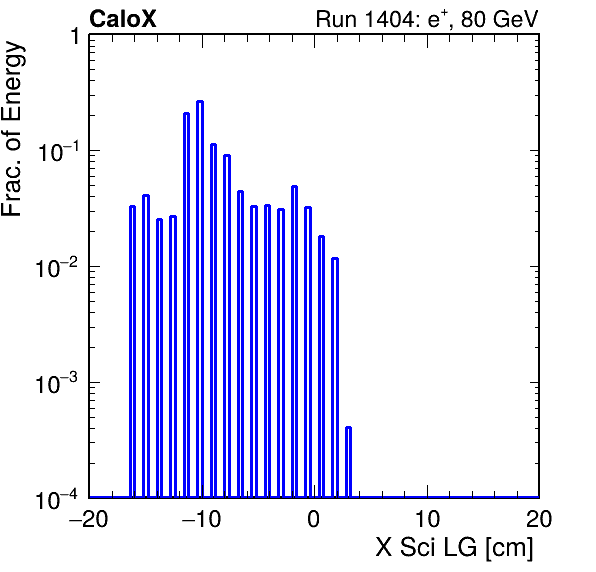 CaloX Run 1404: e⁺, 80 GeV
Frac. of Energy
1
10⁻¹
10⁻²
10⁻³
10⁻⁴
−20 −10 0 10 20
X Sci LG [cm]